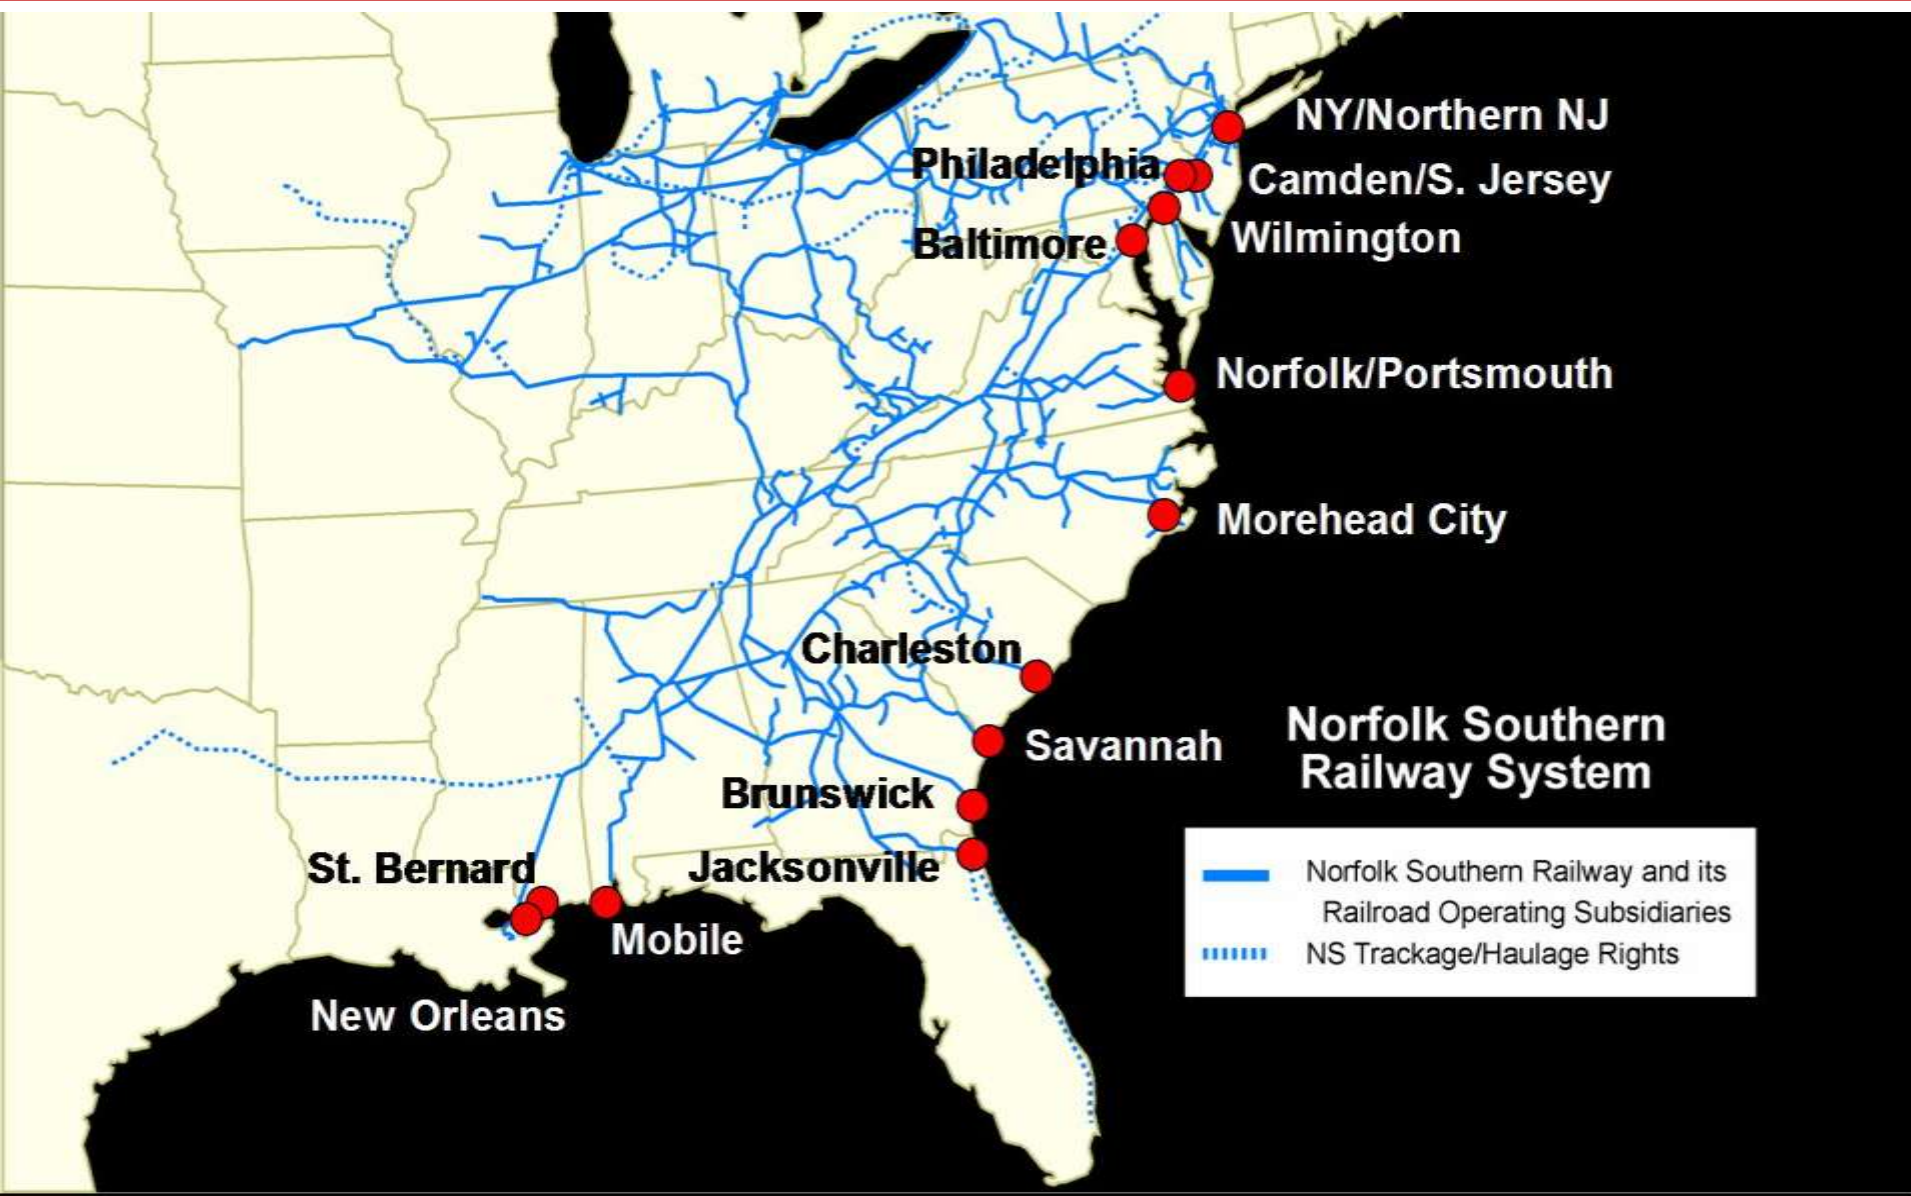 NY/Northern NJ
Philadelphia
Camden/S. Jersey
Baltimore
Wilmington
Norfolk/Portsmouth
Morehead City
Charleston
Savannah
Norfolk Southern
Railway System
Brunswick
Jacksonville
St. Bernard
Mobile
New Orleans
Norfolk Southern Railway and its
Railroad Operating Subsidiaries
NS Trackage/Haulage Rights